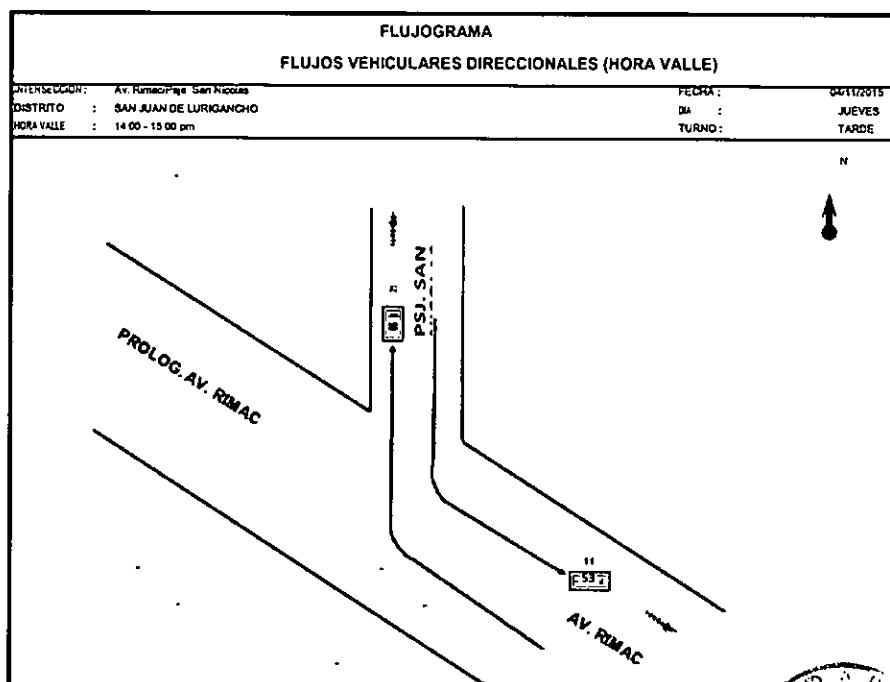 FLUJOGRAMA
FLUJOS VEHICULARES DIRECCIONALES (HORA VALLE)
INTERSECCION: Av. Rimac/Psje. San Nicolas
FECHA: 04/11/2015
DISTRITO : SAN JUAN DE LURIGANCHO
DIA : JUEVES
HORA VALLE : 14:00 - 15:00 pm
TURNO: TARDE
N
PSJ. SAN
PROLOG. AV. RIMAC
11
53
AV. RIMAC